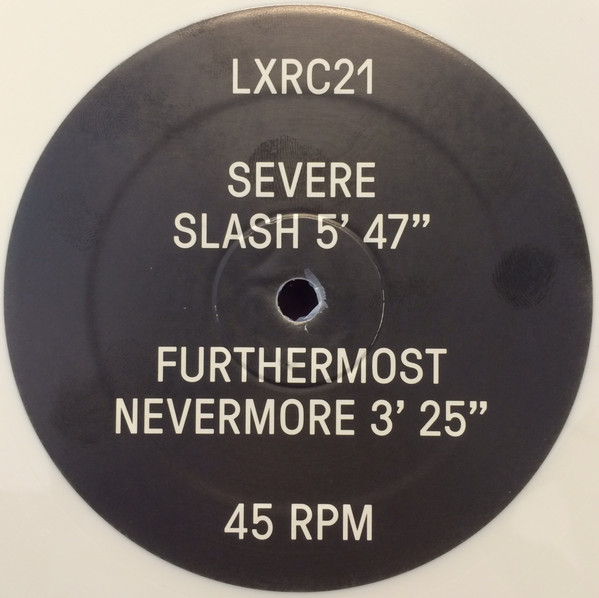 LXRC21
SEVERE
SLASH 5’ 47”
FURTHERMOST
NEVERMORE 3’ 25”
45 RPM